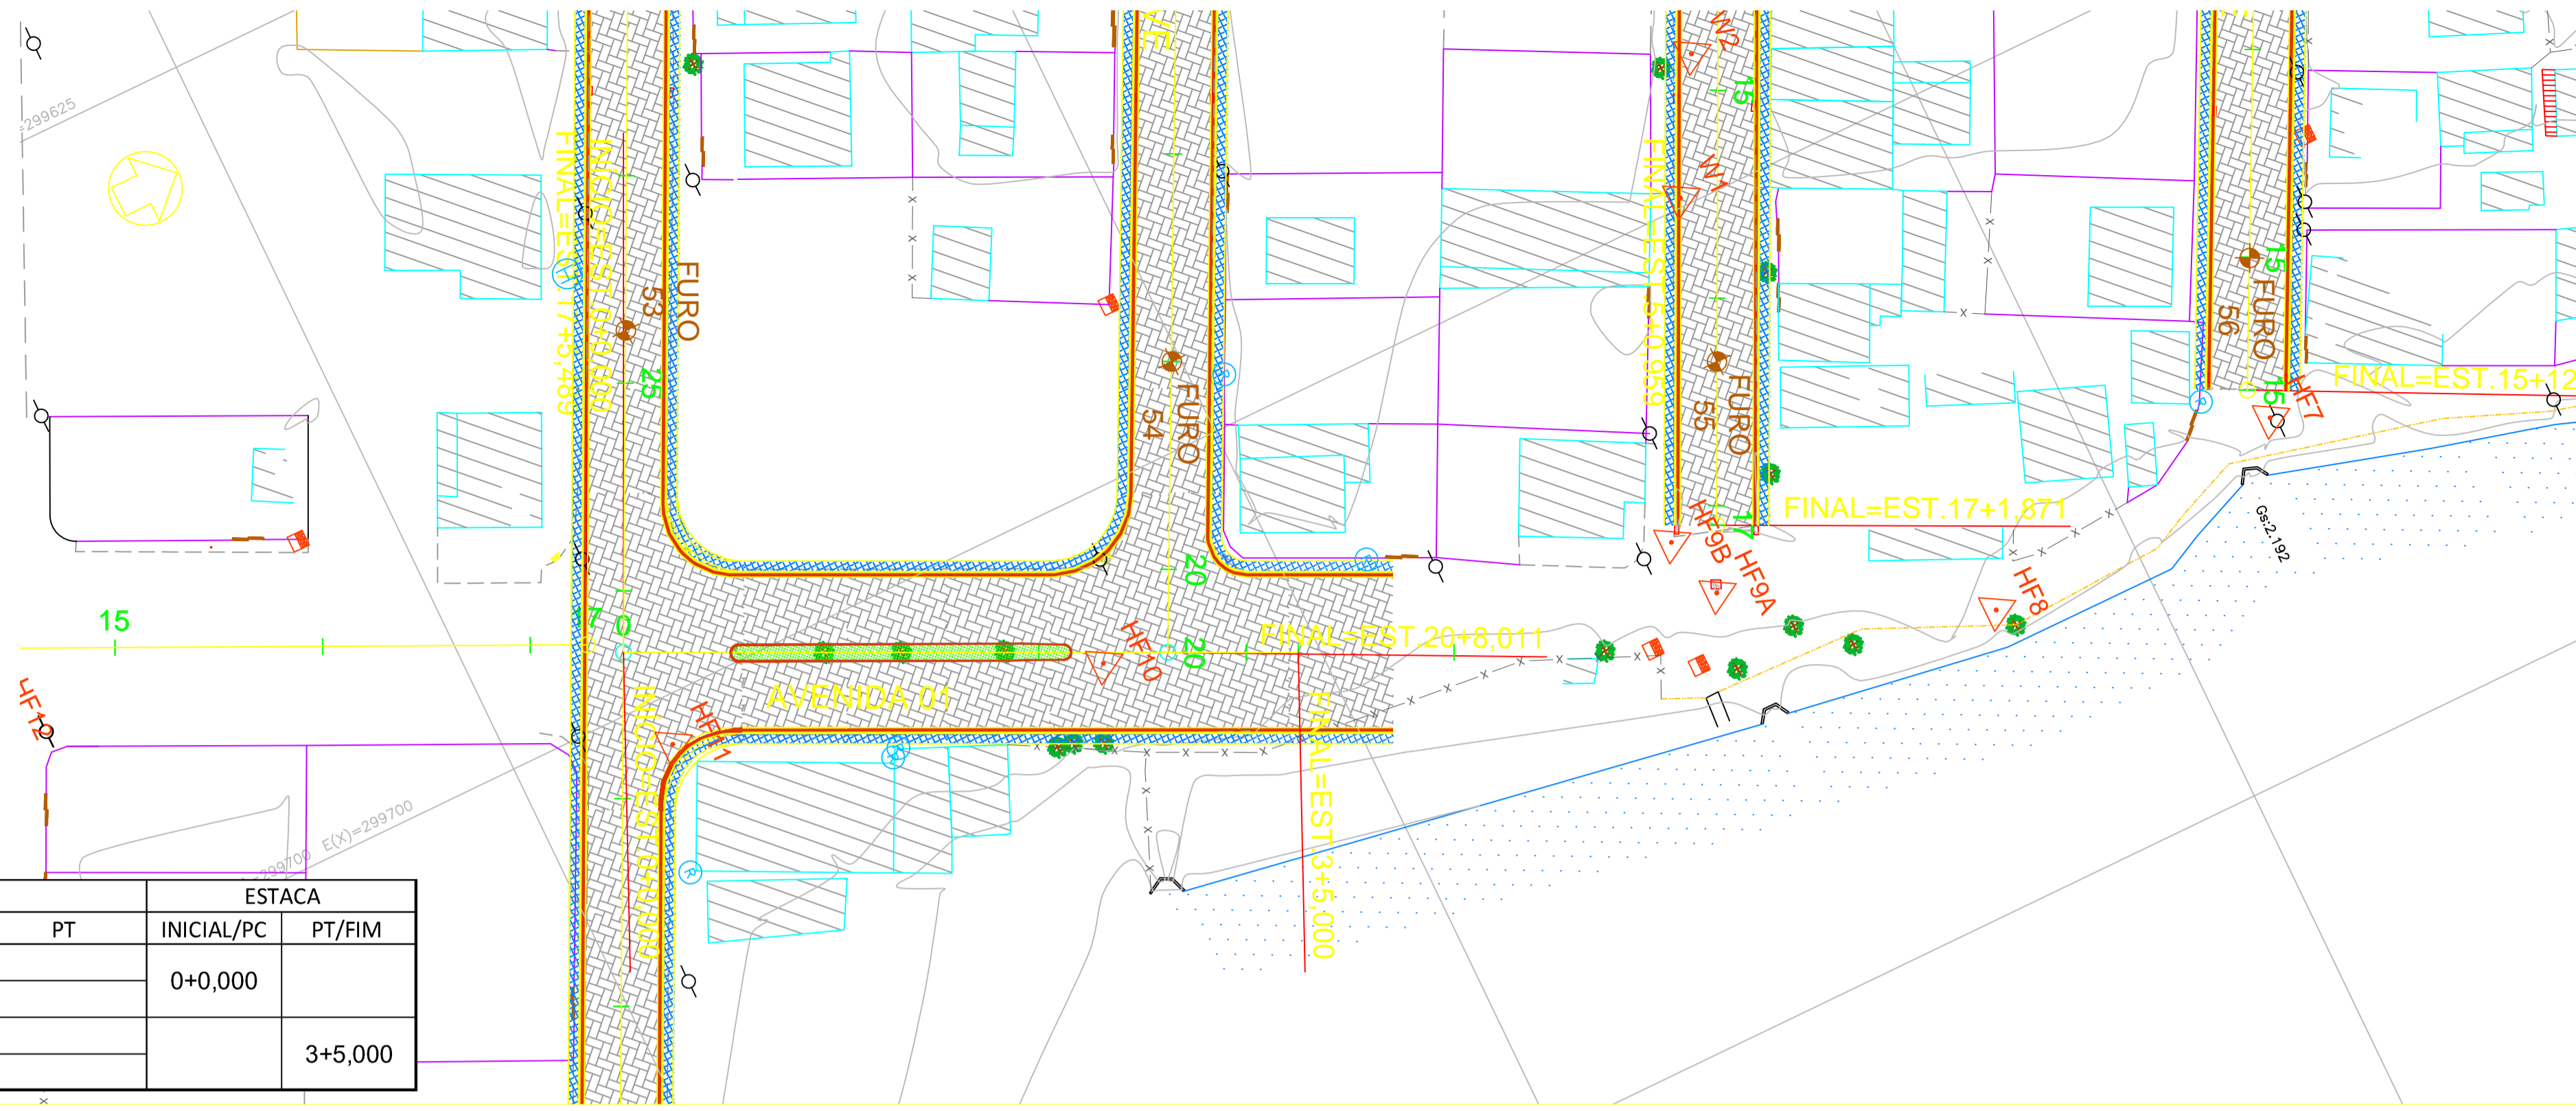 =299625
W2
15
W1
FINAL=EST.17+5,489
INICIO=EST.0+0,000
FURO
53
25
FURO
54
FINAL=EST.5+0,959
FURO
55
15
FURO
56
15
HF7
FINAL=EST.15+12
FINAL=EST.17+1,871
17
HF9B
HF9A
HF8
Gs:2.192
15
17
0
20
20
FINAL=EST.20+8,011
HF10
AVENIDA 01
HF12
HF11
INICIO=EST.0+0,000
FINAL=EST.3+5,000
R
R
R
E(X)=299700
299700
ESTACA
PT
INICIAL/PC
PT/FIM
0+0,000
3+5,000